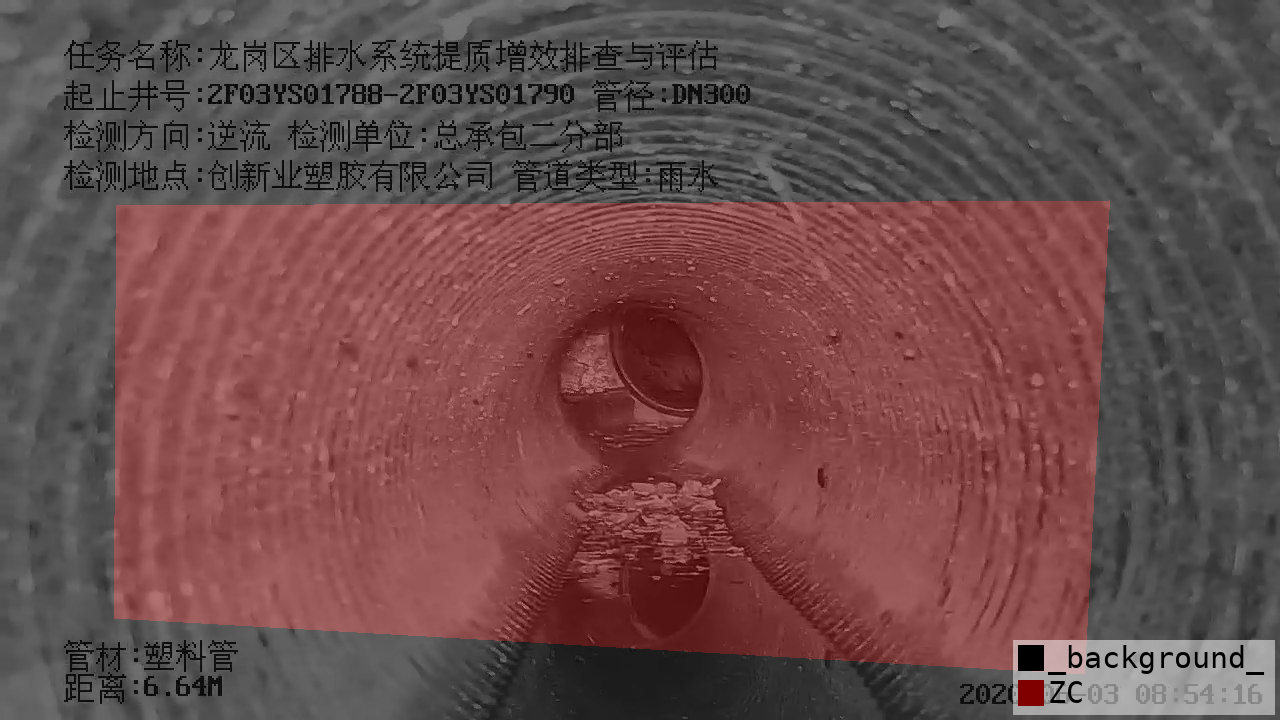 任务名称:龙岗区排水系统提质增效排查与评估
起止井号:2F03YS01788-2F03YS01790 管径:DN300
检测方向:逆流 检测单位:总承包二分部
检测地点:创新业塑胶有限公司 管道类型:雨水
管材:塑料管
距离:6.64M
_background_
ZC
03 08:54:16